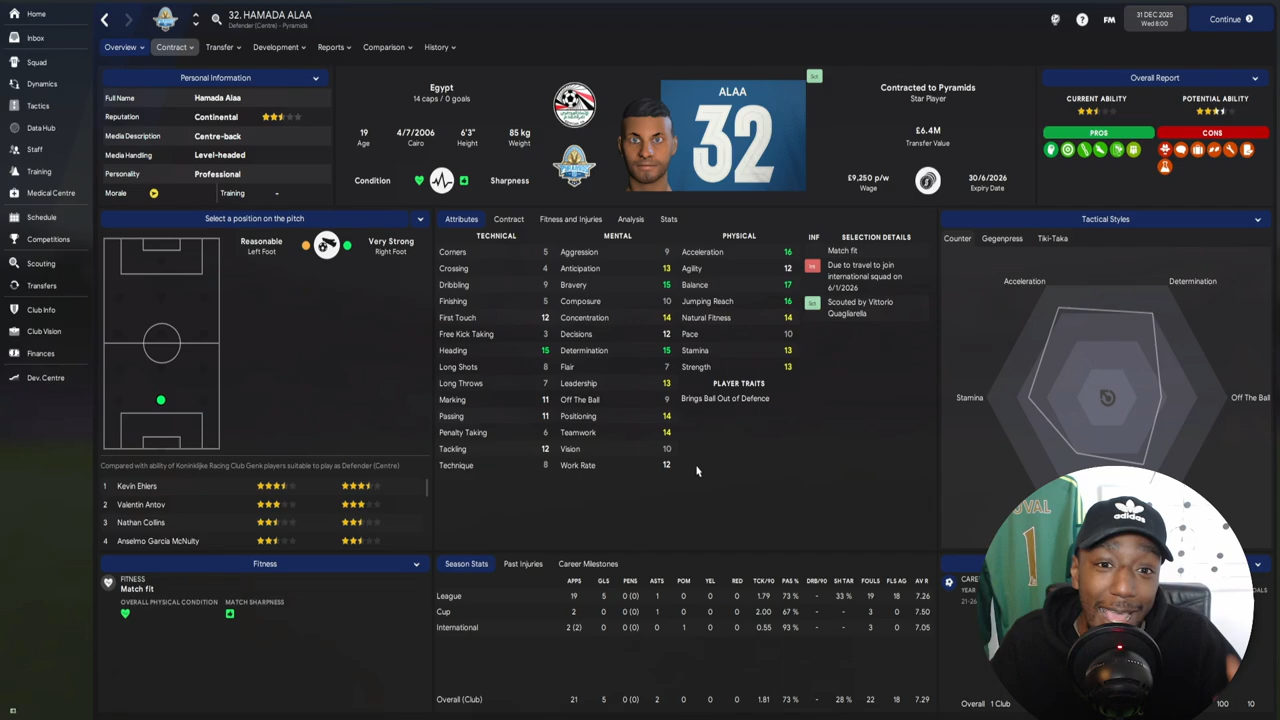 Home
Inbox
Squad
Dynamics
Tactics
Data Hub
Staff
Training
Medical Centre
Schedule
Competitions
Scouting
Transfers
Club Info
Club Vision
Finances
Dev. Centre
32. HAMADA ALAA
Defender (Centre) - Pyramids
FM
31 DEC 2025
Wed 8:00
Continue
Overview
Contract
Transfer
Development
Reports
Comparison
History
Personal Information
Full Name Hamada Alaa
Reputation Continental
Media Description Centre-back
Media Handling Level-headed
Personality Professional
Morale
Training -
Egypt
14 caps / 0 goals
19 4/7/2006 6'3" 85 kg
Age Cairo Height Weight
Condition
Sharpness
ALAA
32
Sct
Contracted to Pyramids
Star Player
£6.4M
Transfer Value
£9,250 p/w
Wage
30/6/2026
Expiry Date
Overall Report
CURRENT ABILITY
POTENTIAL ABILITY
PROS
CONS
Select a position on the pitch
Reasonable
Left Foot
Very Strong
Right Foot
Compared with ability of Koninklijke Racing Club Genk players suitable to play as Defender (Centre)
1 Kevin Ehlers
2 Valentin Antov
3 Nathan Collins
4 Anselmo García McNulty
Attributes
Contract
Fitness and Injuries
Analysis
Stats
TECHNICAL
Corners 5
Crossing 4
Dribbling 9
Finishing 5
First Touch 12
Free Kick Taking 3
Heading 15
Long Shots 8
Long Throws 7
Marking 11
Passing 11
Penalty Taking 6
Tackling 12
Technique 8
MENTAL
Aggression 9
Anticipation 13
Bravery 15
Composure 10
Concentration 14
Decisions 12
Determination 15
Flair 7
Leadership 13
Off The Ball 9
Positioning 14
Teamwork 14
Vision 10
Work Rate 12
PHYSICAL
Acceleration 16
Agility 12
Balance 17
Jumping Reach 16
Natural Fitness 14
Pace 10
Stamina 13
Strength 13
PLAYER TRAITS
Brings Ball Out of Defence
INF SELECTION DETAILS
Match fit
Int
Due to travel to join
international squad on
6/1/2026
Sct
Scouted by Vittorio
Quagliarella
Tactical Styles
Counter
Gegenpress
Tiki-Taka
Acceleration
Determination
Stamina
Off The Ball
Fitness
FITNESS
Match fit
OVERALL PHYSICAL CONDITION
MATCH SHARPNESS
Season Stats
Past Injuries
Career Milestones
APPS GLS PENS ASTS POM YEL RED TCK/90 PAS % DRB/90 SH TAR FOULS FLS AG AV R
League 19 5 0 (0) 1 0 0 0 1.79 73 % - 33 % 19 18 7.26
Cup 2 0 0 (0) 1 0 0 0 2.00 67 % - - 3 0 7.50
International 2 (2) 0 0 (0) 0 1 0 0 0.55 93 % - - 3 0 7.05
Overall (Club) 21 5 0 (0) 2 0 0 0 1.81 73 % - 28 % 22 18 7.29
YEAR
21-26
Overall 1 Club
100 10
adidas
1